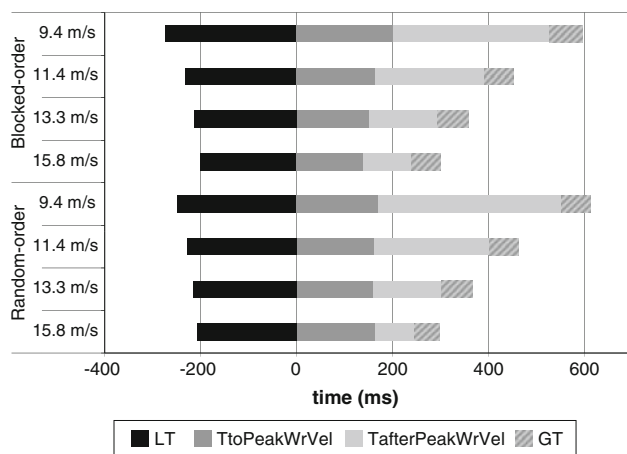 Blocked-order
9.4 m/s
11.4 m/s
13.3 m/s
15.8 m/s
Random-order
9.4 m/s
11.4 m/s
13.3 m/s
15.8 m/s
-400 -200 0 200 400 600
time (ms)
LT TtoPeakWrVel TafterPeakWrVel GT